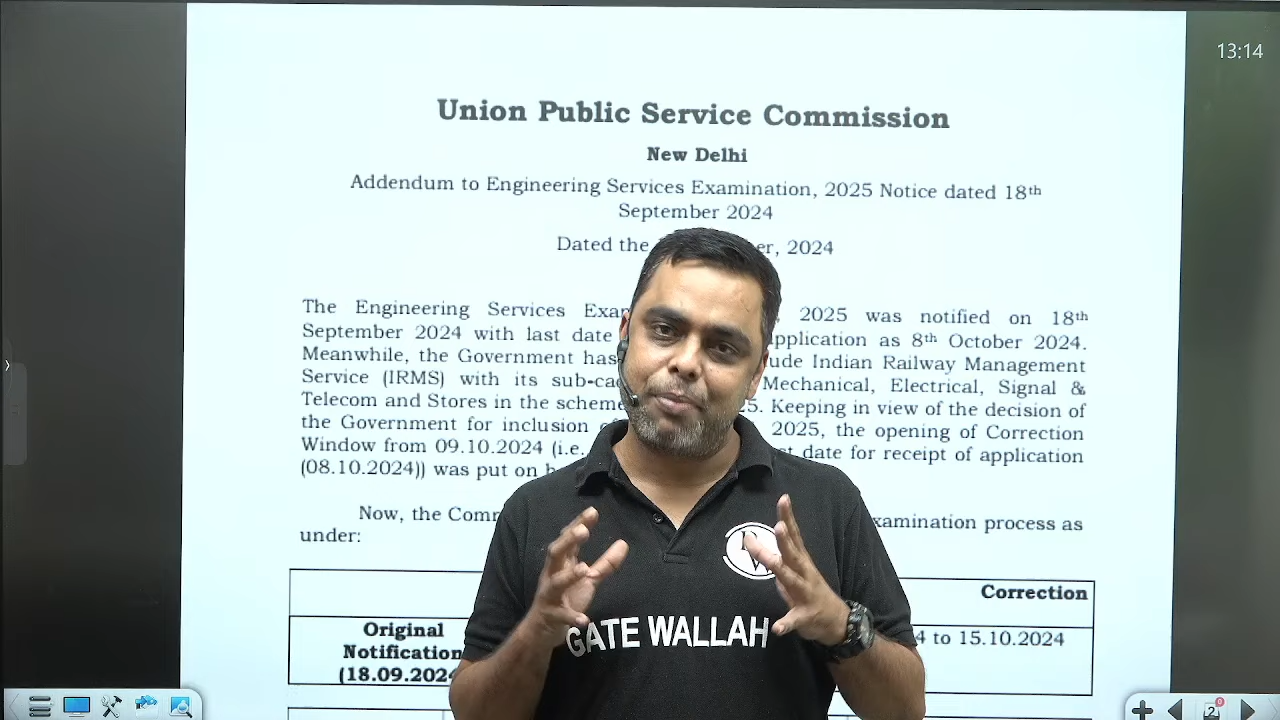 13:14
Union Public Service Commission
New Delhi
Addendum to Engineering Services Examination, 2025 Notice dated 18th
September 2024
Dated the er, 2024
The Engineering Services Exam 2025 was notified on 18th
September 2024 with last date pplication as 8th October 2024.
Meanwhile, the Government has ude Indian Railway Management
Service (IRMS) with its sub-ca Mechanical, Electrical, Signal &
Telecom and Stores in the scheme 25. Keeping in view of the decision of
the Government for inclusion 2025, the opening of Correction
Window from 09.10.2024 (i.e. st date for receipt of application
(08.10.2024)) was put on
Now, the Comm xamination process as
under:
Correction
Original
Notification
(18.09.2024
4 to 15.10.2024
PW
GATE WALLAH
2